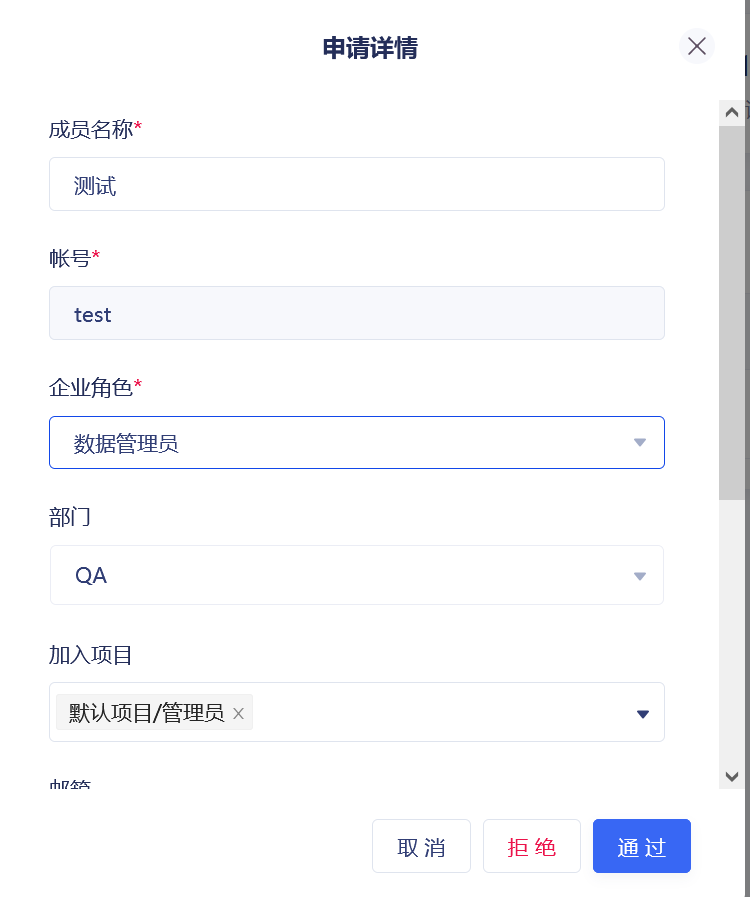 申请详情
成员名称*
测试
帐号*
test
企业角色*
数据管理员
部门
QA
加入项目
默认项目/管理员 ×
邮箱
取 消
拒 绝
通 过